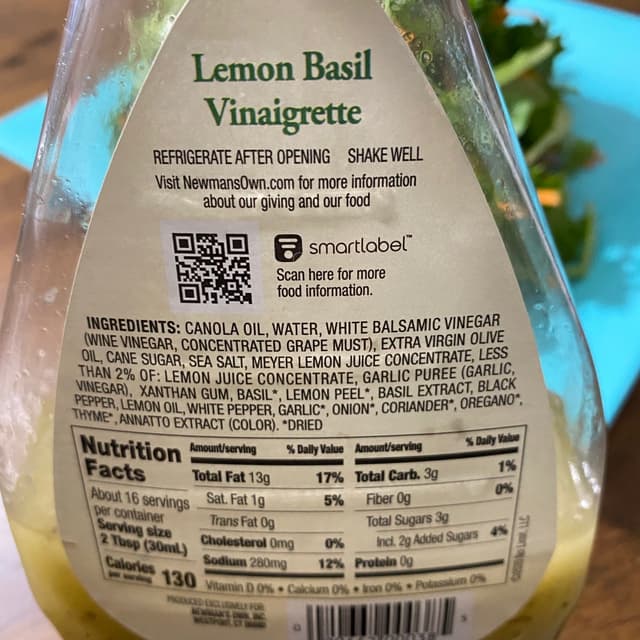 Lemon Basil
Vinaigrette
REFRIGERATE AFTER OPENING SHAKE WELL
Visit NewmansOwn.com for more information
about our giving and our food
smartlabel™
Scan here for more
food information.
INGREDIENTS: CANOLA OIL, WATER, WHITE BALSAMIC VINEGAR
(WINE VINEGAR, CONCENTRATED GRAPE MUST), EXTRA VIRGIN OLIVE
OIL, CANE SUGAR, SEA SALT, MEYER LEMON JUICE CONCENTRATE, LESS
THAN 2% OF: LEMON JUICE CONCENTRATE, GARLIC PUREE (GARLIC,
VINEGAR), XANTHAN GUM, BASIL*, LEMON PEEL*, BASIL EXTRACT, BLACK
PEPPER, LEMON OIL, WHITE PEPPER, GARLIC*, ONION*, CORIANDER*, OREGANO*,
THYME*, ANNATTO EXTRACT (COLOR). *DRIED
Nutrition
Facts
About 16 servings
per container
Serving size
2 Tbsp (30mL)
Calories
per serving 130
Amount/serving % Daily Value
Total Fat 13g 17%
Sat. Fat 1g 5%
Trans Fat 0g
Cholesterol 0mg 0%
Sodium 280mg 12%
Amount/serving % Daily Value
Total Carb. 3g 1%
Fiber 0g 0%
Total Sugars 3g
Incl. 2g Added Sugars 4%
Protein 0g
Vitamin D 0% • Calcium 0% • Iron 0% • Potassium 0%
PRODUCED EXCLUSIVELY FOR
NEWMAN'S OWN, INC.
WESTPORT, CT